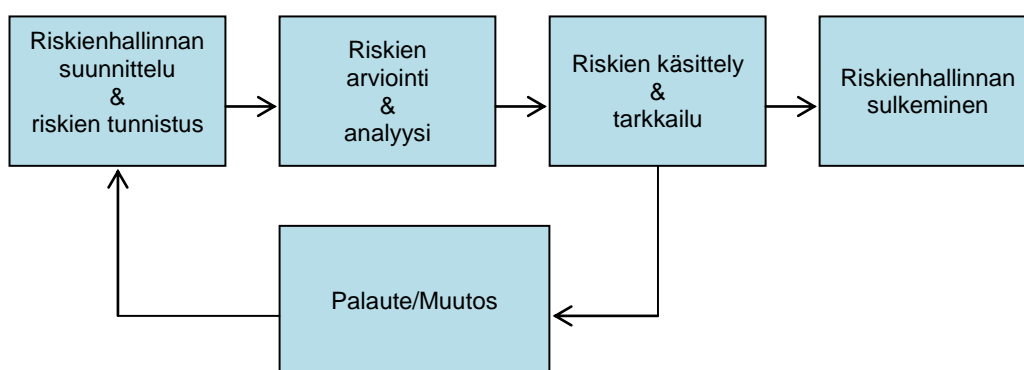 Riskienhallinnan
suunnittelu
&
riskien tunnistus
Riskien
arviointi
&
analyysi
Riskien käsittely
&
tarkkailu
Riskienhallinnan
sulkeminen
Palaute/Muutos